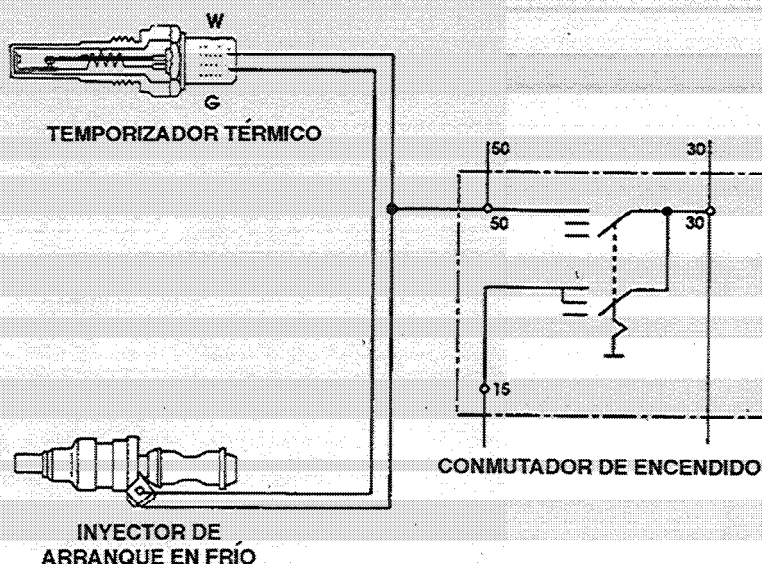 W
G
TEMPORIZADOR TÉRMICO
50
30
50
30
15
CONMUTADOR DE ENCENDIDO
INYECTOR DE
ARRANQUE EN FRÍO